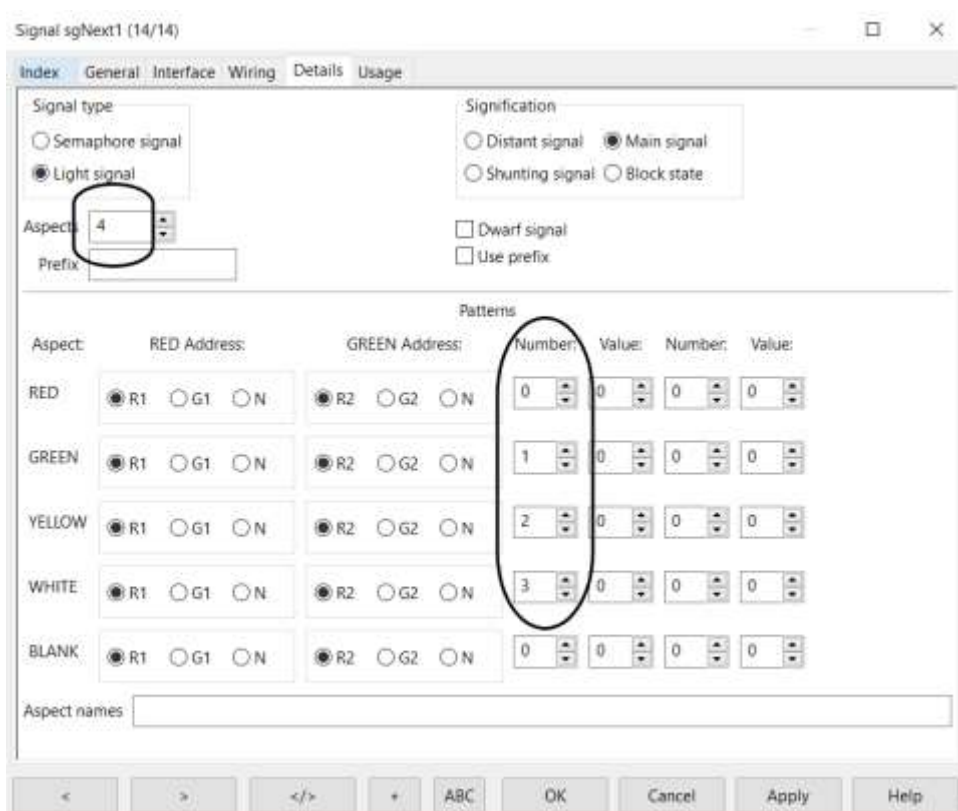 Signal sgNext1 (14/14)
Index General Interface Wiring Details Usage
Signal type
Signification
Semaphore signal
Distant signal Main signal
Light signal
Shunting signal Block state
Aspects 4
Dwarf signal
Prefix
Use prefix
Patterns
Aspect: RED Address: GREEN Address: Number: Value: Number: Value:
RED R1 G1 N R2 G2 N 0 0 0 0
GREEN R1 G1 N R2 G2 N 1 0 0 0
YELLOW R1 G1 N R2 G2 N 2 0 0 0
WHITE R1 G1 N R2 G2 N 3 0 0 0
BLANK R1 G1 N R2 G2 N 0 0 0 0
Aspect names
< > </> + ABC OK Cancel Apply Help